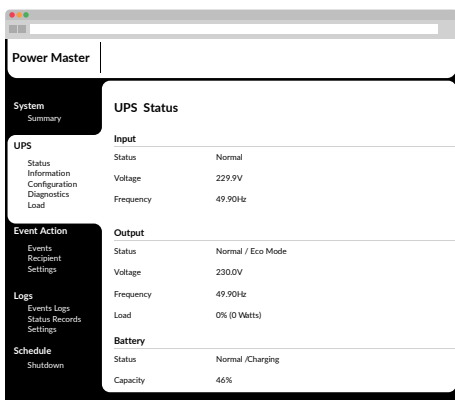 Power Master
System
Summary
UPS
Status
Information
Configuration
Diagnostics
Load
Event Action
Events
Recipient
Settings
Logs
Events Logs
Status Records
Settings
Schedule
Shutdown
UPS Status
Input
Status Normal
Voltage 229.9V
Frequency 49.90Hz
Output
Status Normal / Eco Mode
Voltage 230.0V
Frequency 49.90Hz
Load 0% (0 Watts)
Battery
Status Normal /Charging
Capacity 46%